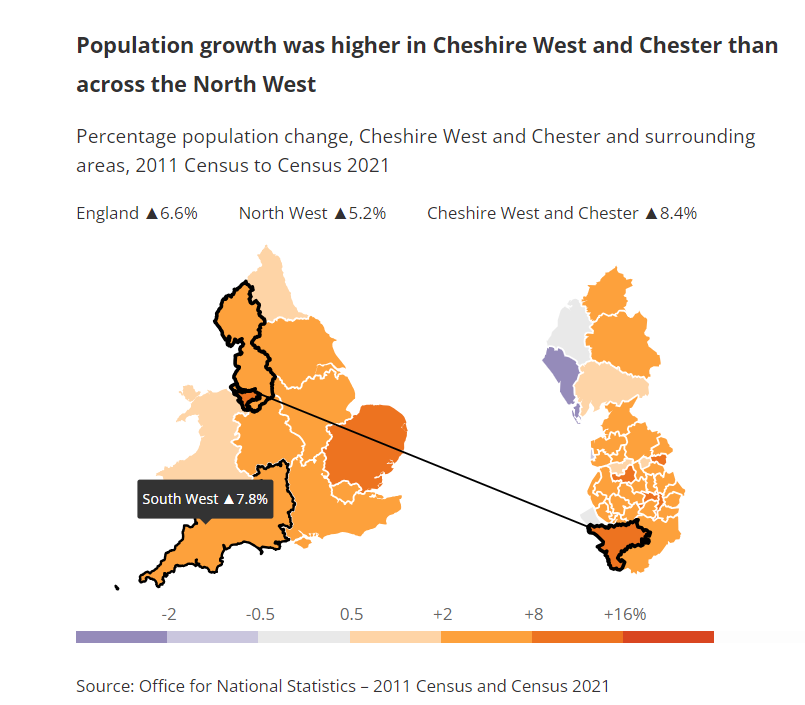 Population growth was higher in Cheshire West and Chester than
across the North West
Percentage population change, Cheshire West and Chester and surrounding
areas, 2011 Census to Census 2021
England ▲6.6% North West ▲5.2% Cheshire West and Chester ▲8.4%
South West ▲7.8%
-2 -0.5 0.5 +2 +8 +16%
Source: Office for National Statistics – 2011 Census and Census 2021